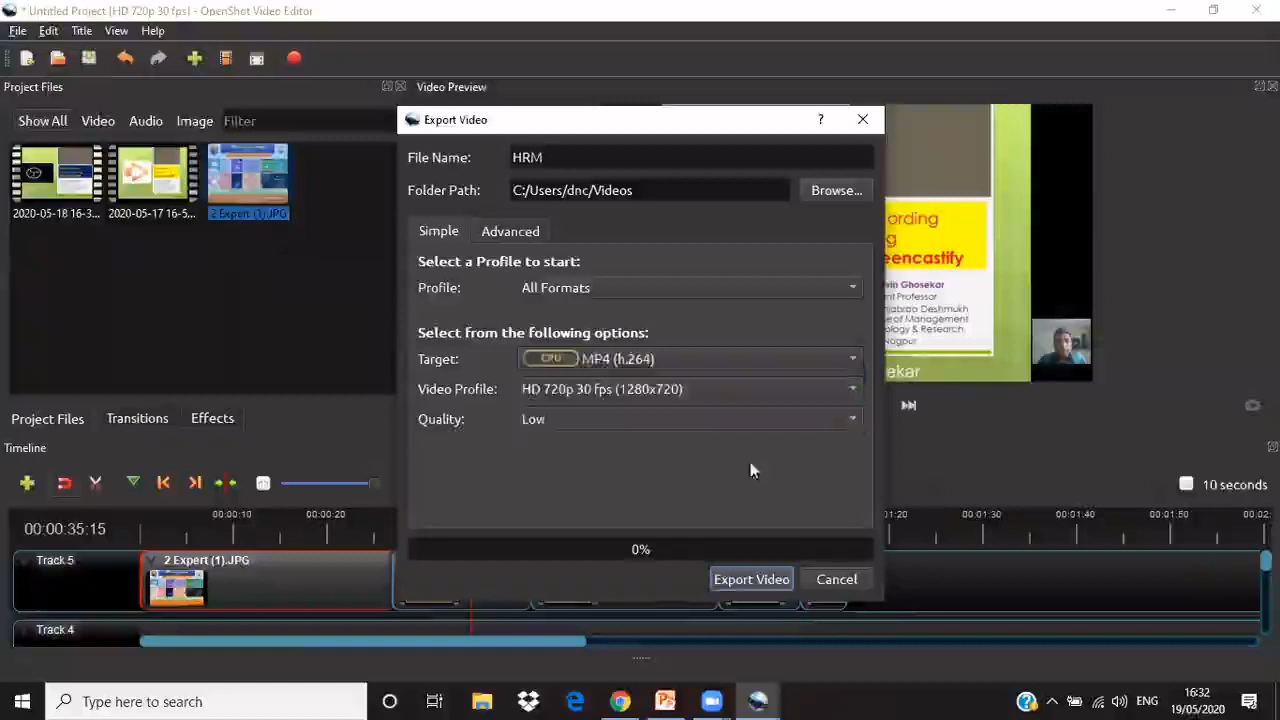 * Untitled Project [HD 720p 30 fps] - OpenShot Video Editor
File Edit Title View Help
Project Files
Video Preview
Show All Video Audio Image Filter
2020-05-18 16-3... 2020-05-17 16-5... 2 Expert (1).JPG
Project Files Transitions Effects
Export Video
?
File Name: HRM
Folder Path: C:/Users/dnc/Videos Browse...
Simple Advanced
Select a Profile to start:
Profile: All Formats
Select from the following options:
Target: CPU MP4 (h.264)
Video Profile: HD 720p 30 fps (1280x720)
Quality: Low
0%
Export Video Cancel
ording
g
eencastify
vin Ghosekar
nt Professor
njabrao Deshmukh
e of Management
ology & Research
Nagpur
ekar
Timeline
10 seconds
00:00:35:15
00:00:10 00:00:20 01:20 00:01:30 00:01:40 00:01:50 00:02:
Track 5 2 Expert (1).JPG
Track 4
Type here to search
ENG
16:32
19/05/2020